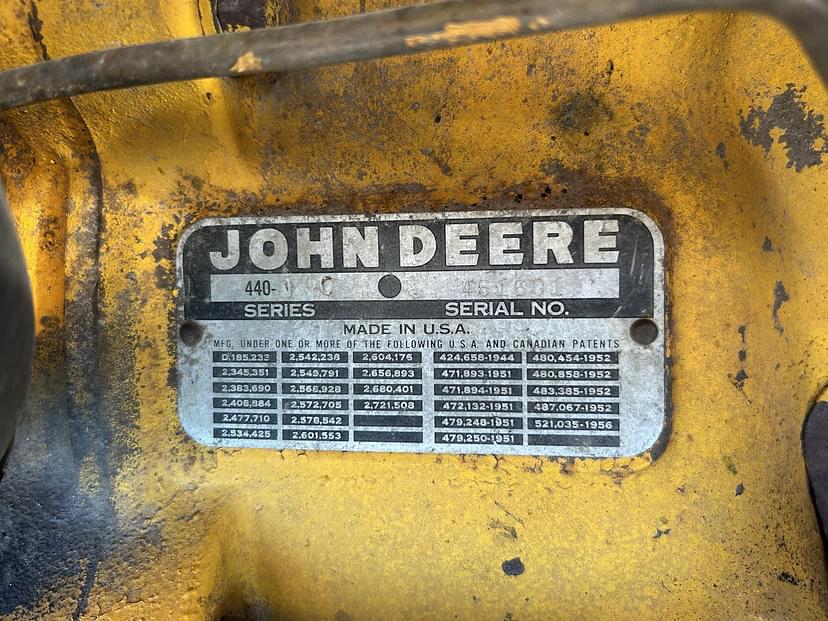 JOHN DEERE
440- C
SERIES SERIAL NO.
MADE IN U.S.A.
MFG. UNDER ONE OR MORE OF THE FOLLOWING U.S.A. AND CANADIAN PATENTS
D.185,233 2,542,236 2,604,176 424,658-1944 480,454-1952
2,345,351 2,549,791 2,656,893 471,893-1951 480,858-1952
2,383,690 2,568,928 2,680,401 471,894-1951 483,385-1952
2,408,884 2,572,705 2,721,508 472,132-1951 487,067-1952
2,477,710 2,578,542 479,248-1951 521,035-1956
2,534,425 2,601,553 479,250-1951